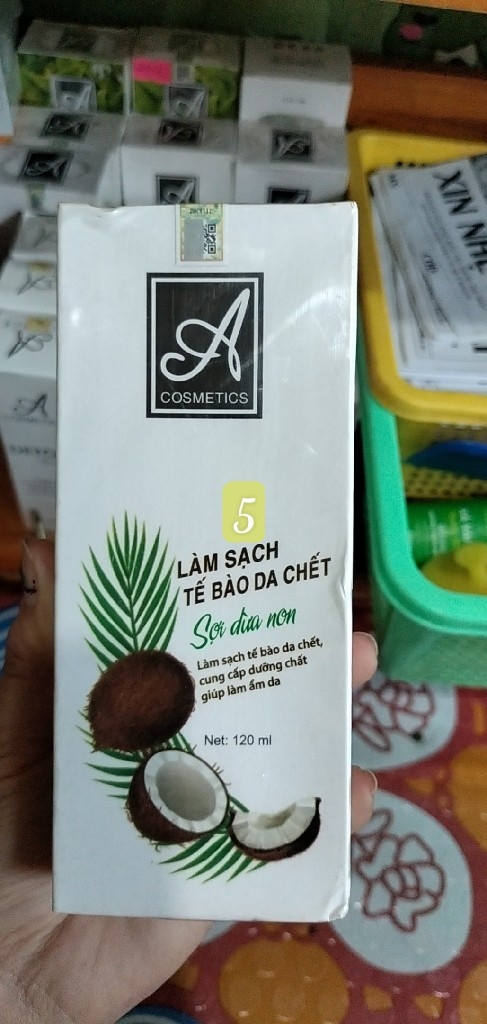 A
COSMETICS
5
LÀM SẠCH
TẾ BÀO DA CHẾT
Sợi dừa non
Làm sạch tế bào da chết,
cung cấp dưỡng chất
giúp làm ẩm da
Net: 120 ml
XIN NHẸ